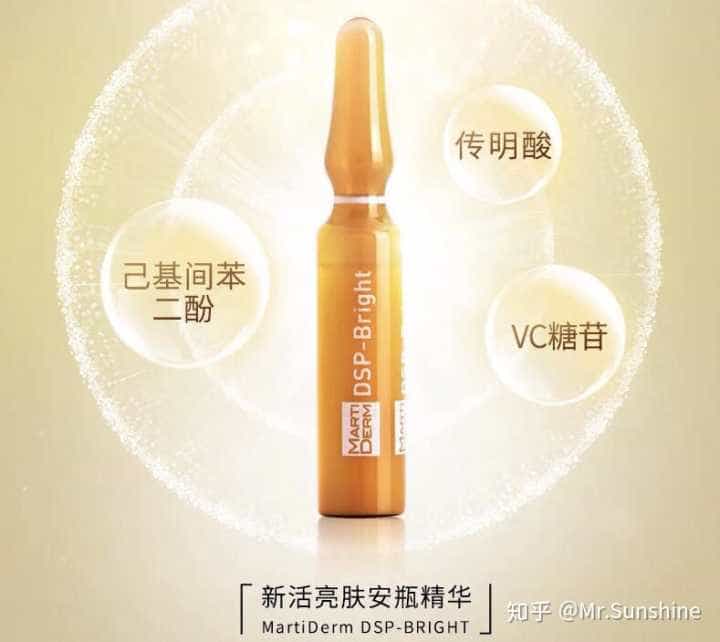 传明酸
己基间苯
二酚
VC糖苷
DSP-Bright
MARTI
DERM
新活亮肤安瓶精华
MartiDerm DSP-BRIGHT
知乎 @Mr.Sunshine